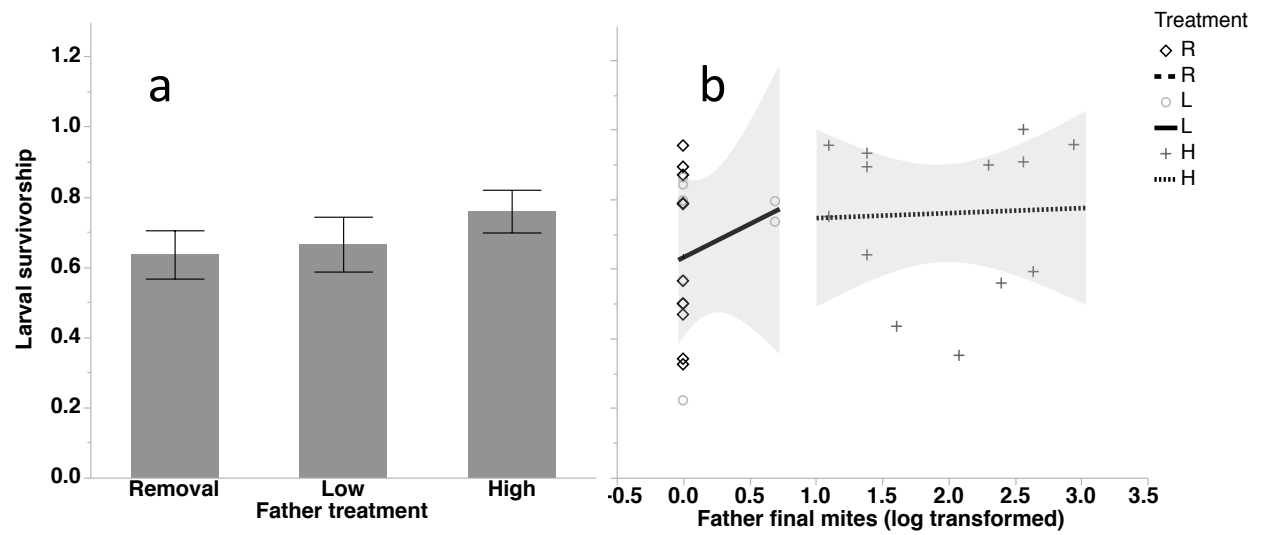 a
Larval survivorship
1.2
1.0
0.8
0.6
0.4
0.2
0.0
Removal Low High
Father treatment
b
-0.5 0.0 0.5 1.0 1.5 2.0 2.5 3.0 3.5
Father final mites (log transformed)
Treatment
R
R
L
L
H
H